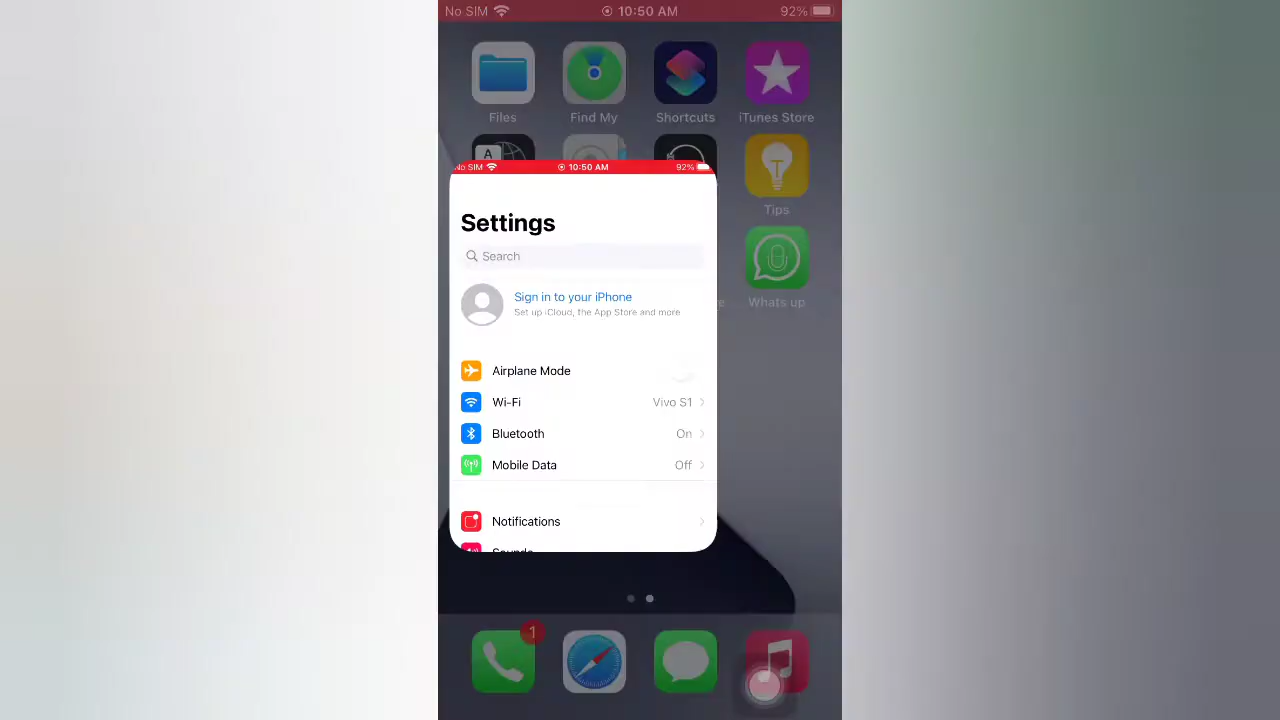 No SIM 10:50 AM 92%
Files Find My Shortcuts iTunes Store
A
No SIM 10:50 AM 92%
T
Tips
Settings
Search
Whats up
Sign in to your iPhone
Set up iCloud, the App Store and more
Airplane Mode
Wi-Fi Vivo S1
Bluetooth On
Mobile Data Off
Notifications
Sounds
1